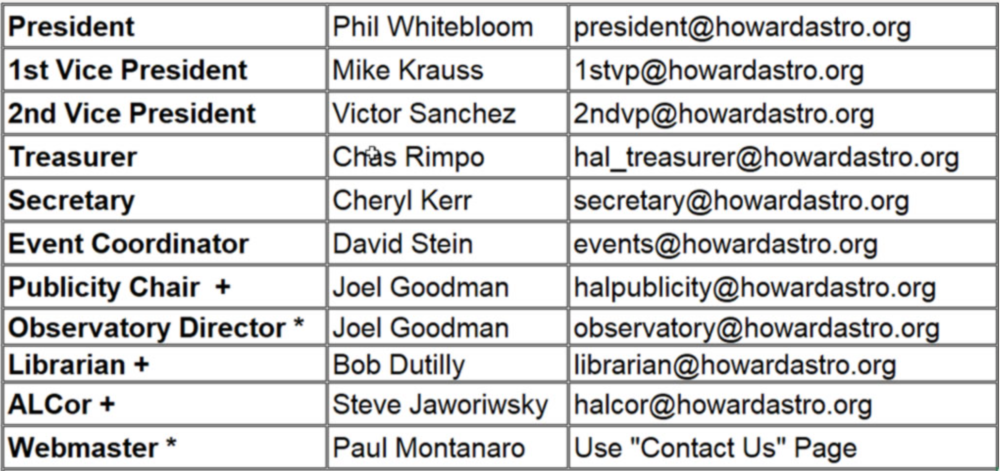 President Phil Whitebloom president@howardastro.org
1st Vice President Mike Krauss 1stvp@howardastro.org
2nd Vice President Victor Sanchez 2ndvp@howardastro.org
Treasurer Chas Rimpo hal_treasurer@howardastro.org
Secretary Cheryl Kerr secretary@howardastro.org
Event Coordinator David Stein events@howardastro.org
Publicity Chair + Joel Goodman halpublicity@howardastro.org
Observatory Director * Joel Goodman observatory@howardastro.org
Librarian + Bob Dutilly librarian@howardastro.org
ALCor + Steve Jaworiwsky halcor@howardastro.org
Webmaster * Paul Montanaro Use "Contact Us" Page